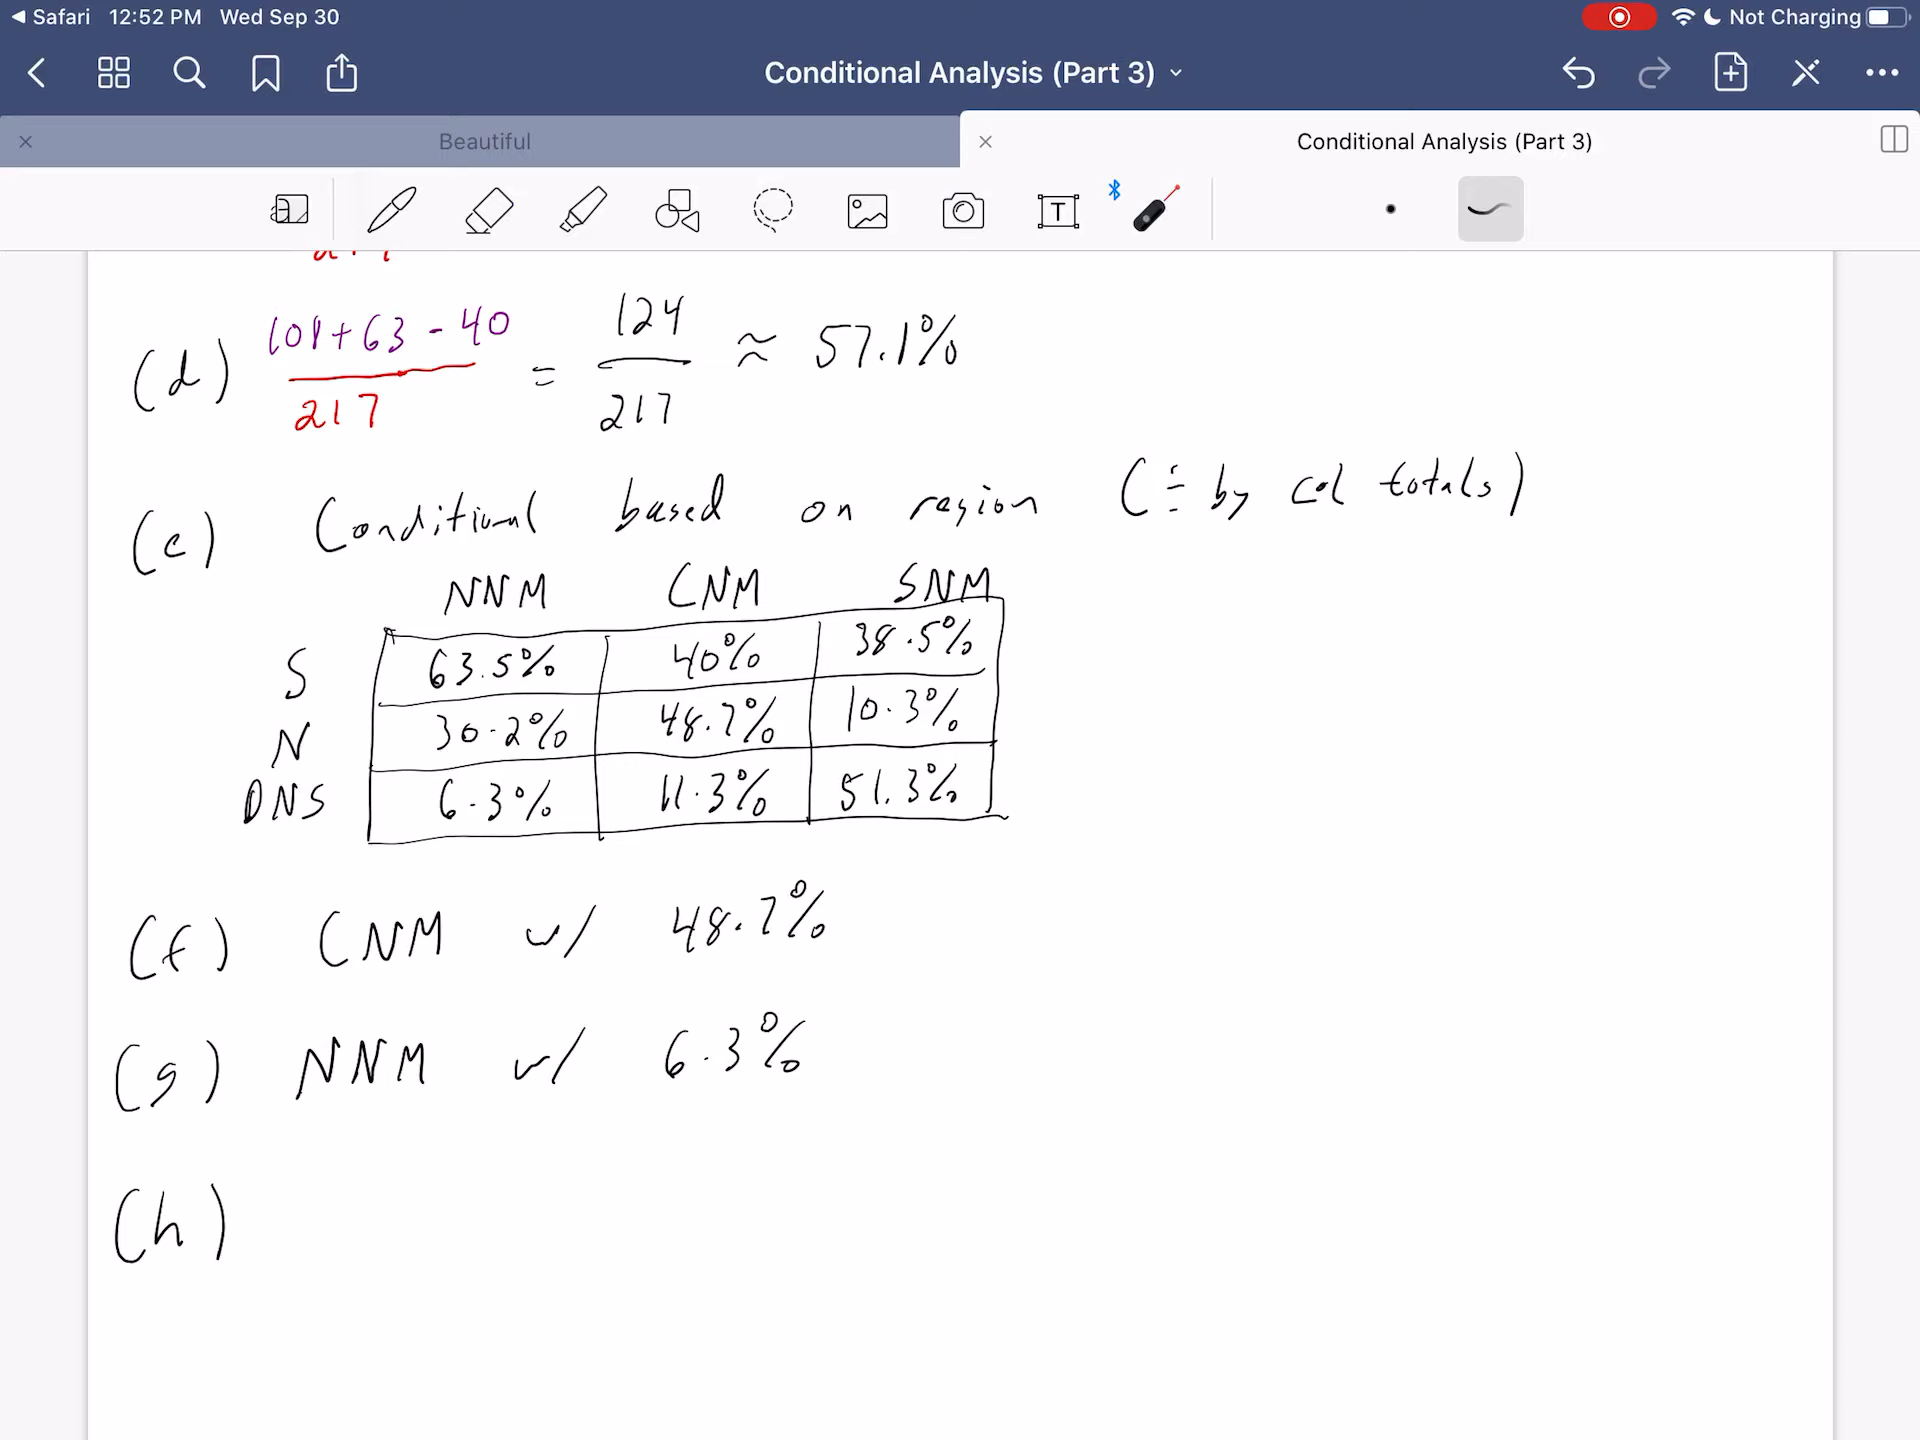 Safari 12:52 PM Wed Sep 30 Not Charging
Conditional Analysis (Part 3)
Beautiful Conditional Analysis (Part 3)
(d) 101+63-40 / 217 = 124 / 217 ≈ 57.1%
(e) Conditional based on region (÷ by col totals)
NNM CNM SNM
S 63.5% 40% 38.5%
N 30.2% 48.7% 10.3%
DNS 6.3% 11.3% 51.3%
(f) CNM w/ 48.7%
(g) NNM w/ 6.3%
(h)